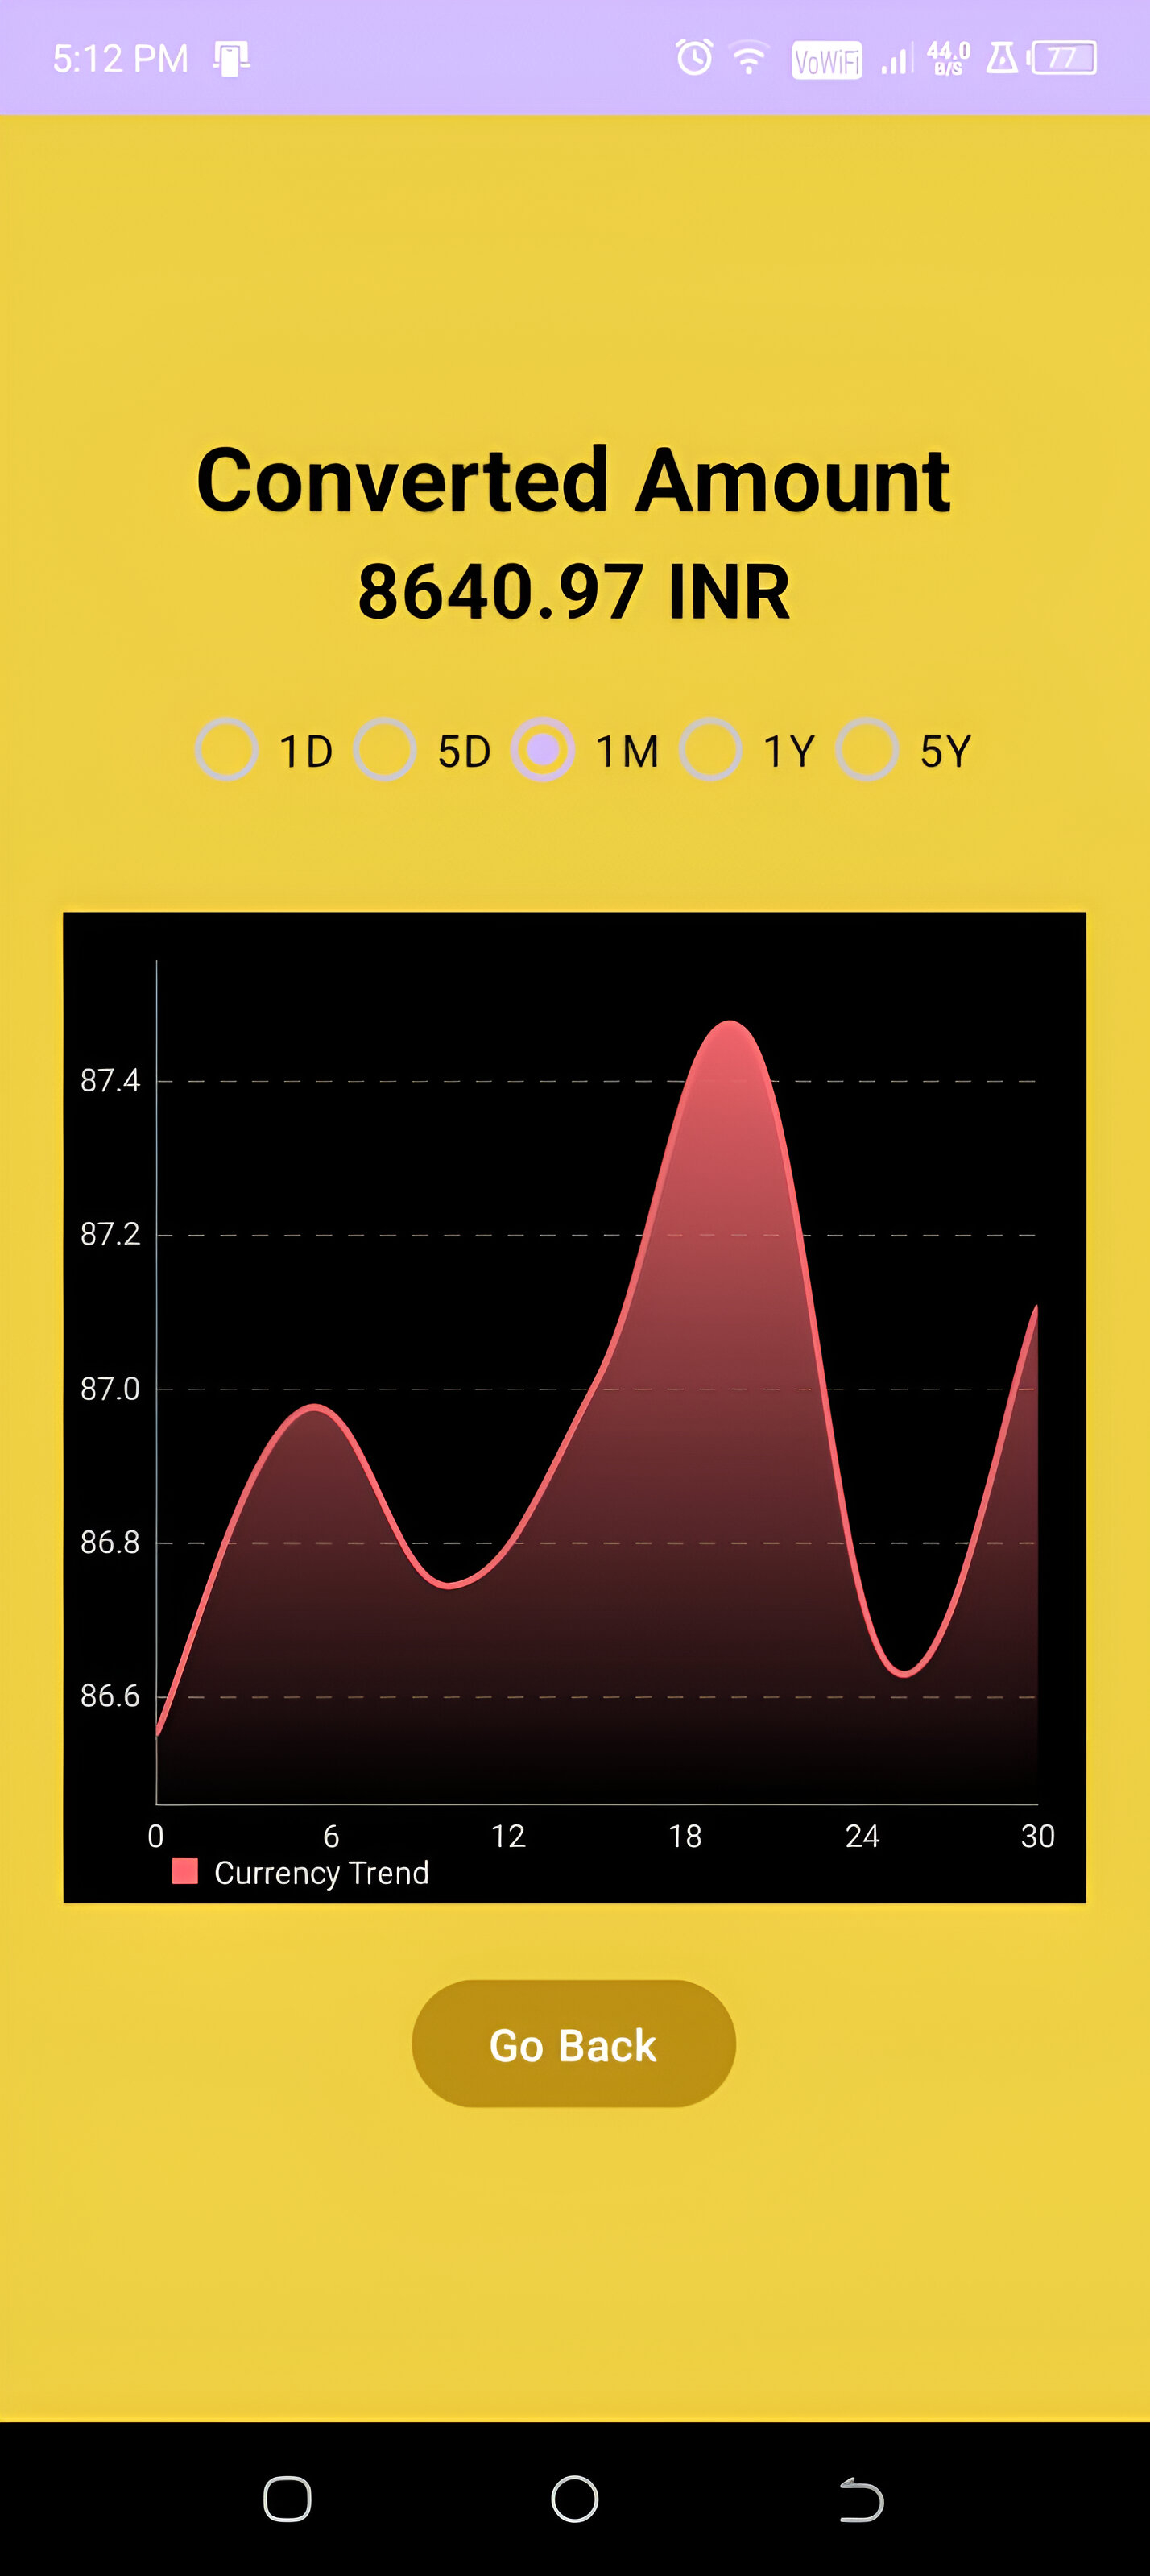 5:12 PM VoWiFi 44.0 B/S 77
Converted Amount
8640.97 INR
1D 5D 1M 1Y 5Y
87.4
87.2
87.0
86.8
86.6
0 6 12 18 24 30
Currency Trend
Go Back